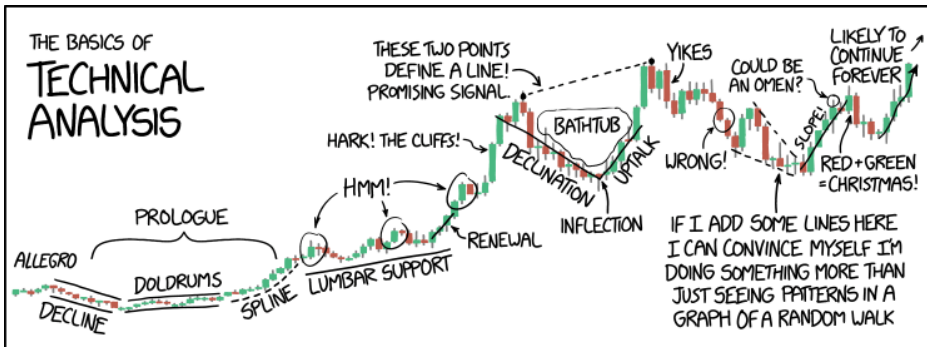 THE BASICS OF
TECHNICAL
ANALYSIS
ALLEGRO
DECLINE
PROLOGUE
DOLDRUMS
SPLINE
HMM!
LUMBAR SUPPORT
RENEWAL
HARK! THE CLIFFS!
THESE TWO POINTS
DEFINE A LINE!
PROMISING SIGNAL.
DECLINATION
BATHTUB
INFLECTION
UPTALK
YIKES
WRONG!
IF I ADD SOME LINES HERE
I CAN CONVINCE MYSELF I'M
DOING SOMETHING MORE THAN
JUST SEEING PATTERNS IN A
GRAPH OF A RANDOM WALK
SLOPE!
COULD BE
AN OMEN?
RED+GREEN
=CHRISTMAS!
LIKELY TO
CONTINUE
FOREVER